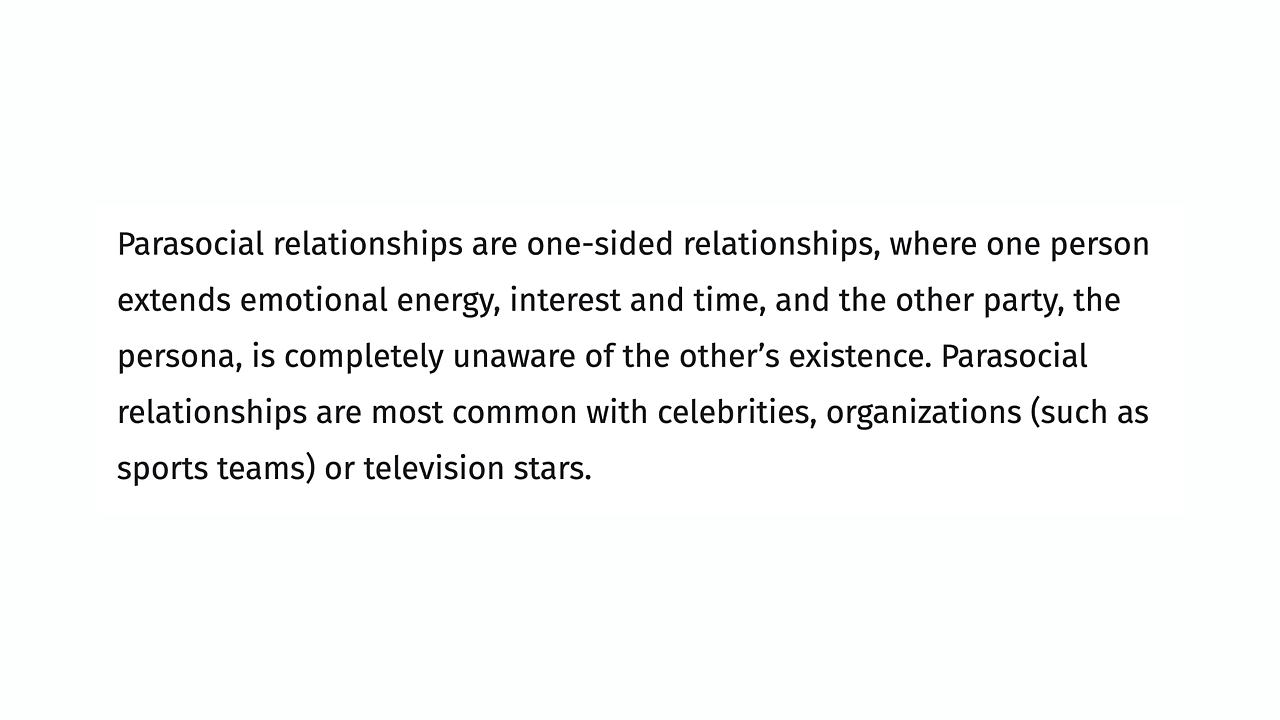 Parasocial relationships are one-sided relationships, where one person
extends emotional energy, interest and time, and the other party, the
persona, is completely unaware of the other’s existence. Parasocial
relationships are most common with celebrities, organizations (such as
sports teams) or television stars.